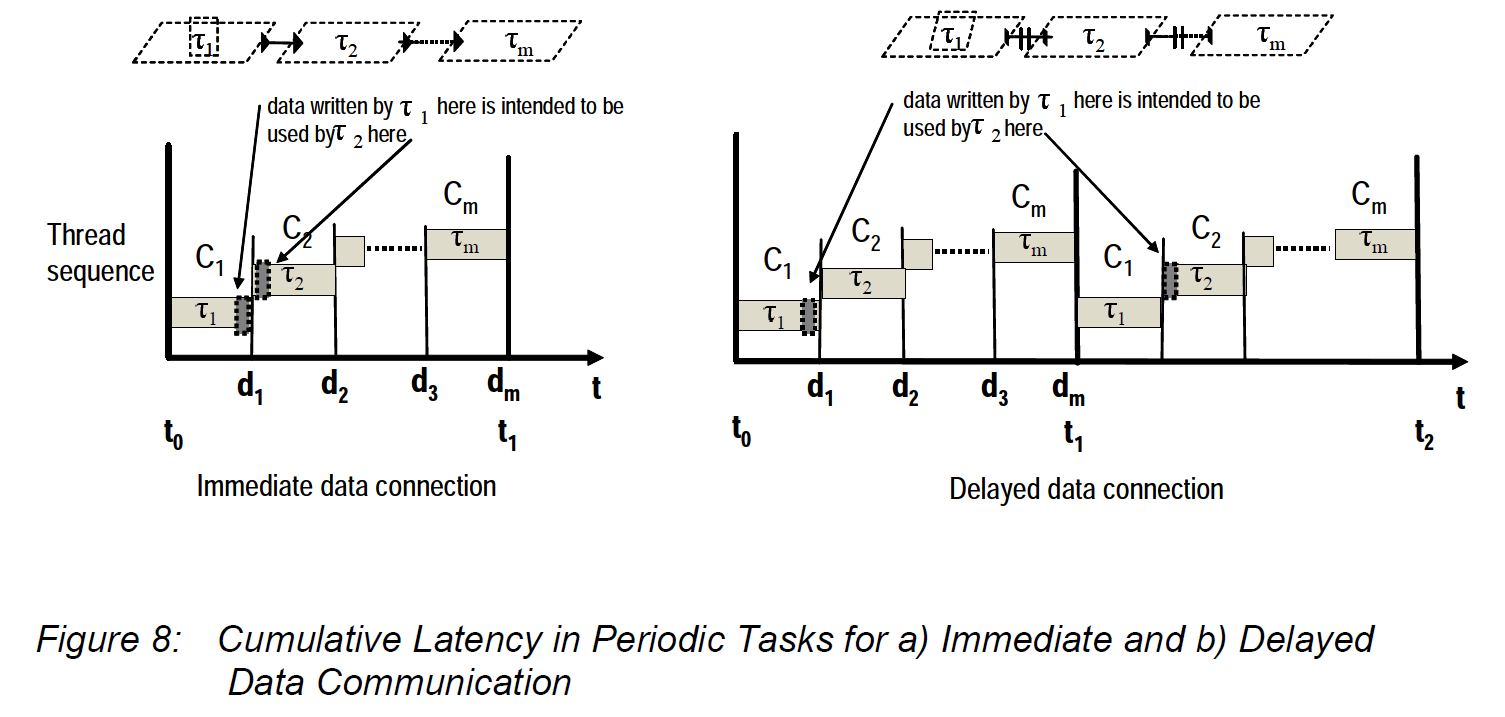 τ1 τ2 τm
τ1 τ2 τm
data written by τ 1 here is intended to be
used by τ 2 here
data written by τ 1 here is intended to be
used by τ 2 here
Thread
sequence
C1 C2 Cm
τ1 τ2 τm
d1 d2 d3 dm t
t0 t1
Immediate data connection
C1 C2 Cm C1 C2 Cm
τ1 τ2 τm τ1 τ2 τm
d1 d2 d3 dm t
t0 t1 t2
Delayed data connection
Figure 8: Cumulative Latency in Periodic Tasks for a) Immediate and b) Delayed
Data Communication